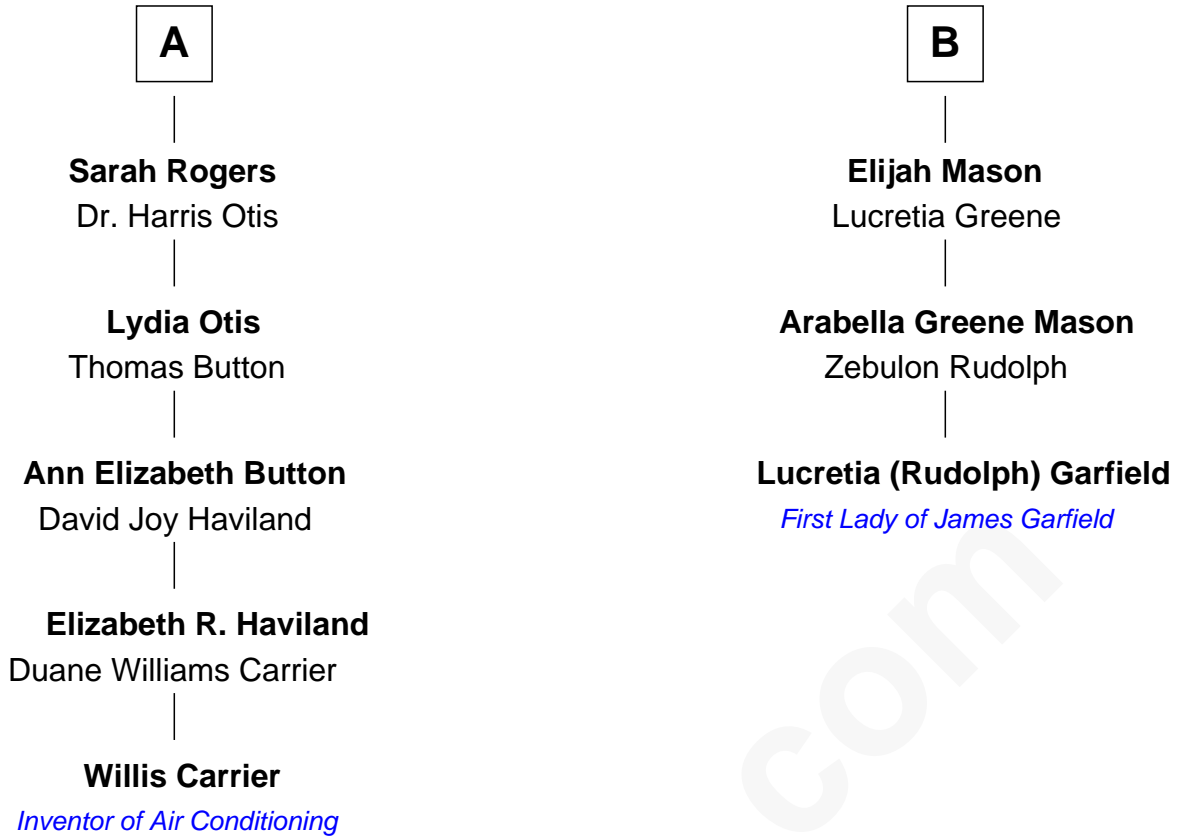 A
Sarah Rogers
Dr. Harris Otis
Lydia Otis
Thomas Button
Ann Elizabeth Button
David Joy Haviland
Elizabeth R. Haviland
Duane Williams Carrier
Willis Carrier
Inventor of Air Conditioning
B
Elijah Mason
Lucretia Greene
Arabella Greene Mason
Zebulon Rudolph
Lucretia (Rudolph) Garfield
First Lady of James Garfield
com